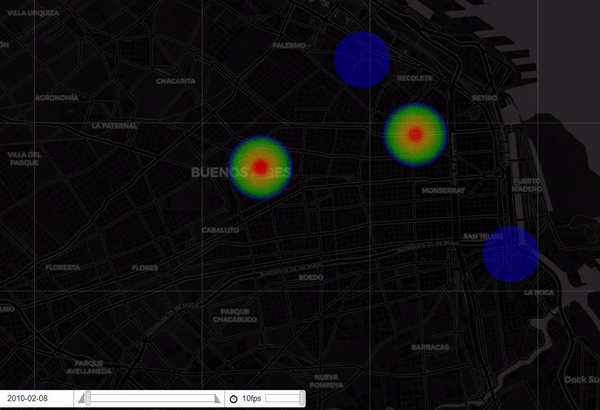 VILLA URQUIZA
PALERMO
CHACARITA
RECOLETA
AGRONOMÍA
RETIRO
LA PATERNAL
VILLA DEL
PARQUE
BUENOS AIRES
PUERTO
MADERO
MONSERRAT
CABALLITO
SAN TELMO
FLORESTA
FLORES
BOEDO
LA BOCA
PARQUE
CHACABUCO
BARRACAS
PARQUE
AVELLANEDA
NUEVA
POMPEYA
Dock Su
2010-02-08
10fps